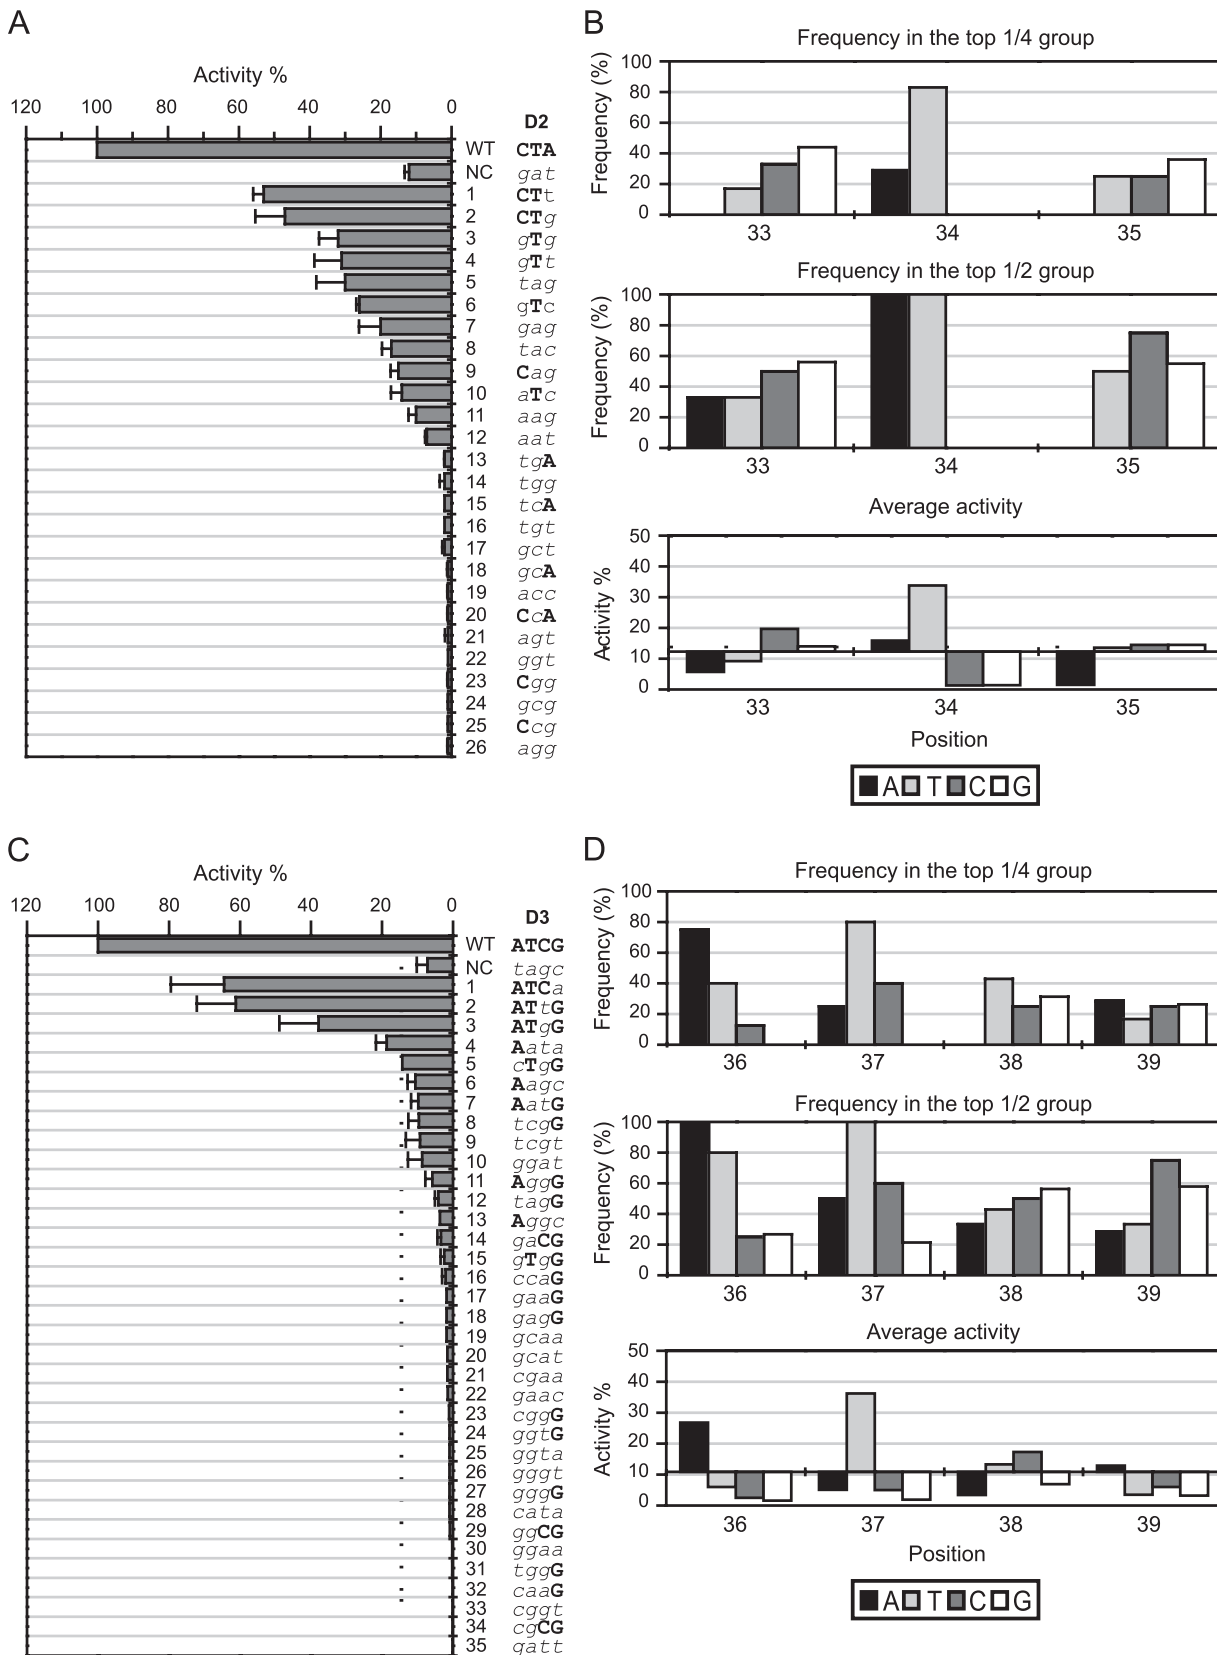 A
Activity %
120 100 80 60 40 20 0
D2
WT CTA
NC gat
1 CTt
2 CTg
3 gTg
4 gTt
5 tag
6 gTc
7 gag
8 tac
9 Cag
10 aTc
11 aag
12 aat
13 tgA
14 tgg
15 tcA
16 tgt
17 gct
18 gcA
19 acc
20 CcA
21 agt
22 ggt
23 Cgg
24 gcg
25 Ccg
26 agg
B
Frequency in the top 1/4 group
Frequency (%)
100
80
60
40
20
0
33 34 35
Frequency in the top 1/2 group
Frequency (%)
100
80
60
40
20
0
33 34 35
Average activity
Activity %
50
40
30
20
10
0
33 34 35
Position
A T C G
C
Activity %
120 100 80 60 40 20 0
D3
WT ATCG
NC tagc
1 ATCa
2 ATtG
3 ATgG
4 Aata
5 cTgG
6 Aagc
7 AatG
8 tcgG
9 tcgt
10 ggat
11 AggG
12 tagG
13 Aggc
14 gaCG
15 gTgG
16 ccaG
17 gaaG
18 gagG
19 gcaa
20 gcat
21 cgaa
22 gaac
23 cggG
24 ggtG
25 ggta
26 gggt
27 gggG
28 cata
29 ggCG
30 ggaa
31 tggG
32 caaG
33 cggt
34 cgCG
35 gatt
D
Frequency in the top 1/4 group
Frequency (%)
100
80
60
40
20
0
36 37 38 39
Frequency in the top 1/2 group
Frequency (%)
100
80
60
40
20
0
36 37 38 39
Average activity
Activity %
50
40
30
20
10
0
36 37 38 39
Position
A T C G